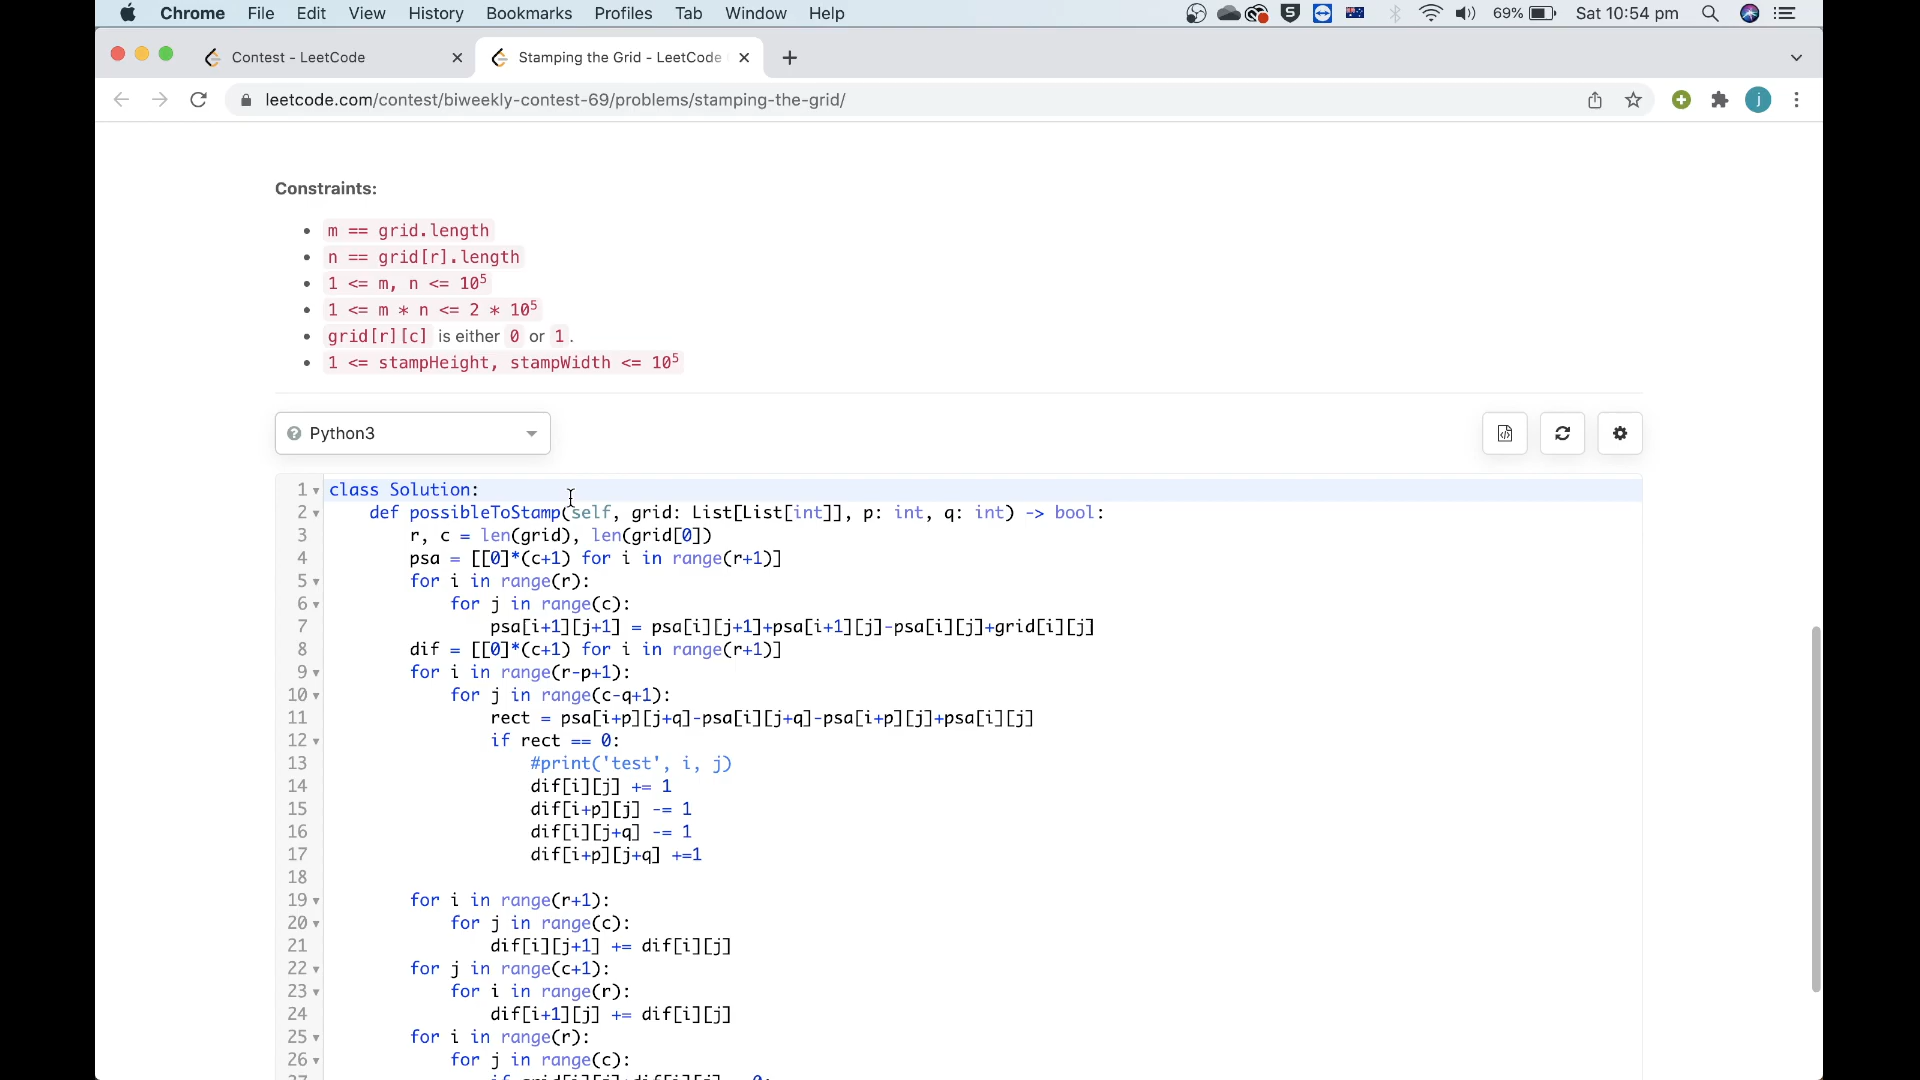 Chrome File Edit View History Bookmarks Profiles Tab Window Help 69% Sat 10:54 pm
Contest - LeetCode
Stamping the Grid - LeetCode
leetcode.com/contest/biweekly-contest-69/problems/stamping-the-grid/
j
Constraints:
m == grid.length
n == grid[r].length
1 <= m, n <= 10⁵
1 <= m * n <= 2 * 10⁵
grid[r][c] is either 0 or 1.
1 <= stampHeight, stampWidth <= 10⁵
Python3
1 class Solution:
2 def possibleToStamp(self, grid: List[List[int]], p: int, q: int) -> bool:
3 r, c = len(grid), len(grid[0])
4 psa = [[0]*(c+1) for i in range(r+1)]
5 for i in range(r):
6 for j in range(c):
7 psa[i+1][j+1] = psa[i][j+1]+psa[i+1][j]-psa[i][j]+grid[i][j]
8 dif = [[0]*(c+1) for i in range(r+1)]
9 for i in range(r-p+1):
10 for j in range(c-q+1):
11 rect = psa[i+p][j+q]-psa[i][j+q]-psa[i+p][j]+psa[i][j]
12 if rect == 0:
13 #print('test', i, j)
14 dif[i][j] += 1
15 dif[i+p][j] -= 1
16 dif[i][j+q] -= 1
17 dif[i+p][j+q] +=1
18
19 for i in range(r+1):
20 for j in range(c):
21 dif[i][j+1] += dif[i][j]
22 for j in range(c+1):
23 for i in range(r):
24 dif[i+1][j] += dif[i][j]
25 for i in range(r):
26 for j in range(c):